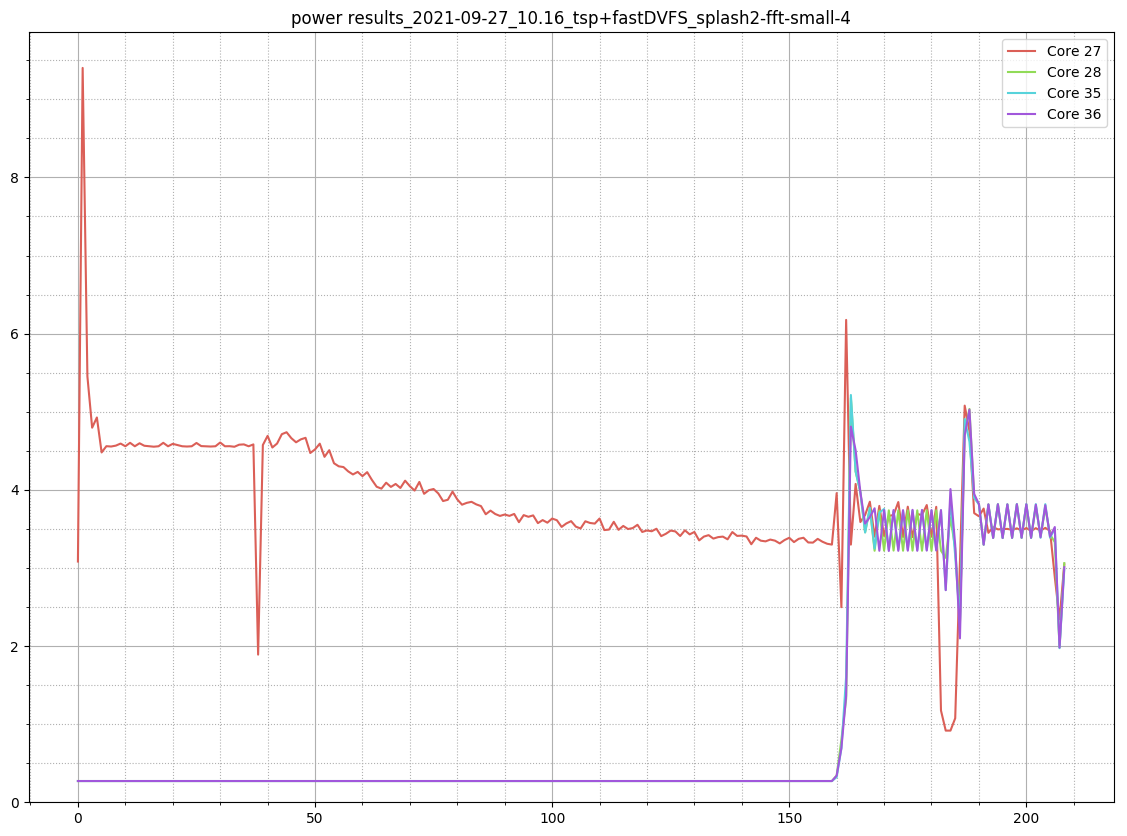 power results_2021-09-27_10.16_tsp+fastDVFS_splash2-fft-small-4
Core 27
Core 28
Core 35
Core 36
8
6
4
2
0
0 50 100 150 200